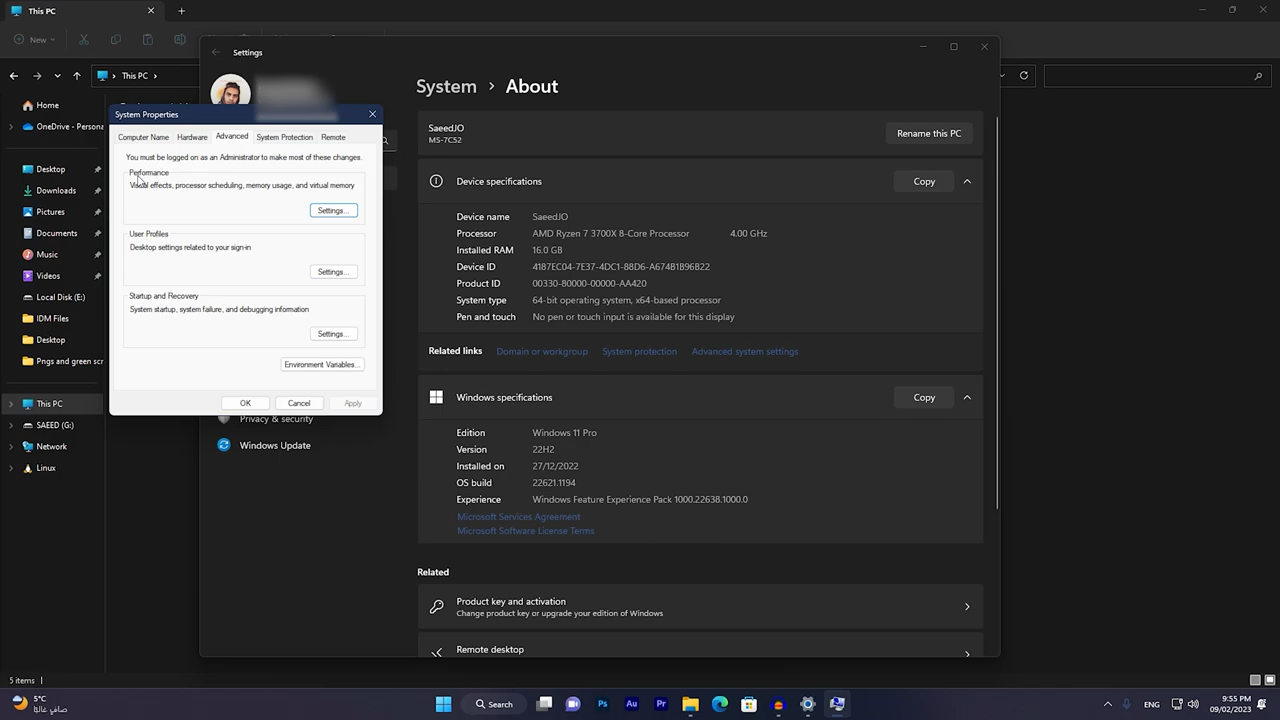 This PC
New
This PC
Home
OneDrive - Persona
Desktop
Downloads
Pictures
Documents
Music
Videos
Local Disk (E:)
IDM Files
Desktop
Pngs and green scr
This PC
SAEED (G:)
Network
Linux
5 items
Settings
System Properties
Computer Name Hardware Advanced System Protection Remote
You must be logged on as an Administrator to make most of these changes.
Performance
Visual effects, processor scheduling, memory usage, and virtual memory
Settings...
User Profiles
Desktop settings related to your sign-in
Settings...
Startup and Recovery
System startup, system failure, and debugging information
Settings...
Environment Variables...
OK Cancel Apply
Privacy & security
Windows Update
System > About
SaeedJO
MS-7C52
Rename this PC
Device specifications
Copy
Device name SaeedJO
Processor AMD Ryzen 7 3700X 8-Core Processor 4.00 GHz
Installed RAM 16.0 GB
Device ID 4187EC04-7E37-4DC1-88D6-A674B1B96B22
Product ID 00330-80000-00000-AA420
System type 64-bit operating system, x64-based processor
Pen and touch No pen or touch input is available for this display
Related links Domain or workgroup System protection Advanced system settings
Windows specifications
Copy
Edition Windows 11 Pro
Version 22H2
Installed on 27/12/2022
OS build 22621.1194
Experience Windows Feature Experience Pack 1000.22638.1000.0
Microsoft Services Agreement
Microsoft Software License Terms
Related
Product key and activation
Change product key or upgrade your edition of Windows
Remote desktop
5°C
صافٍ غالبًا
Search
Ps Au Pr
ENG
9:55 PM
09/02/2023